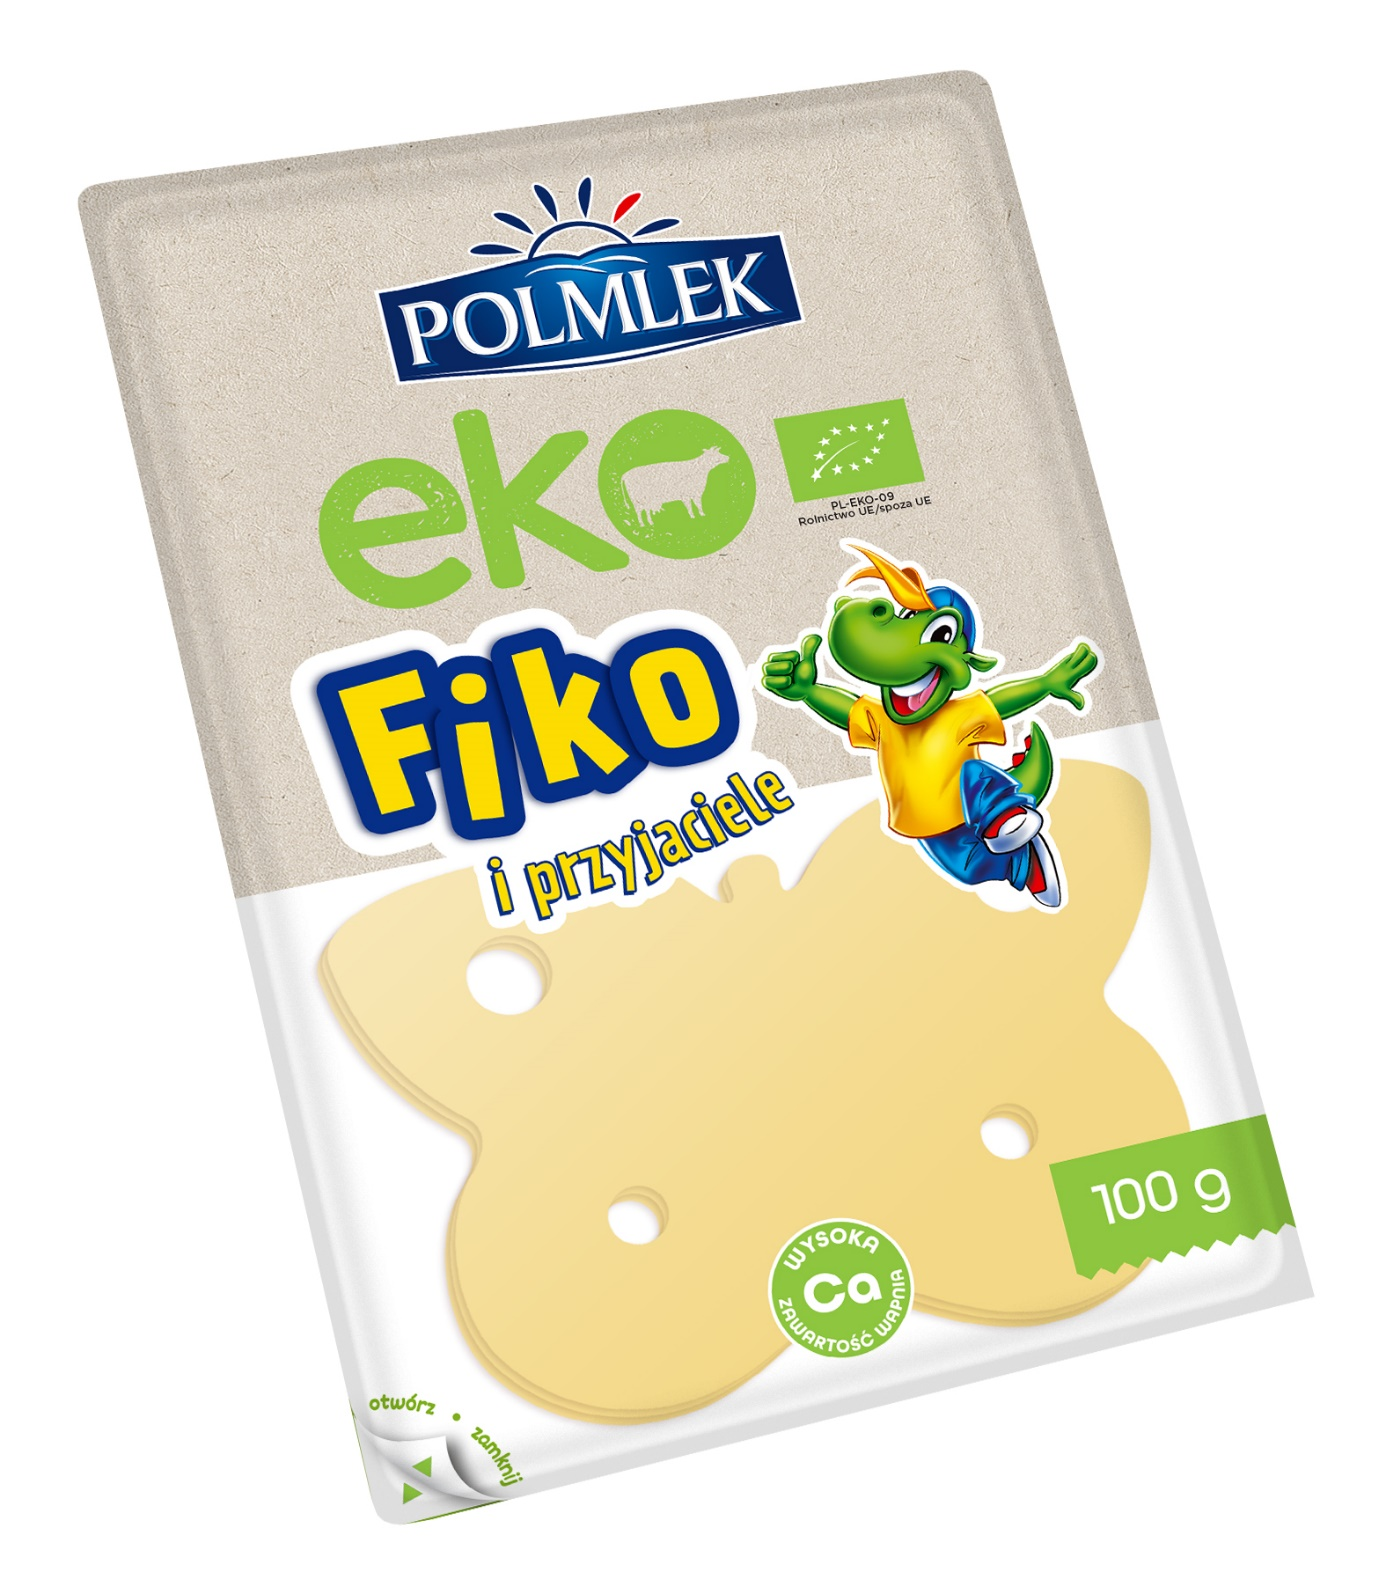 POLMLEK
eko
PL-EKO-09
Rolnictwo UE/spoza UE
Fiko
i przyjaciele
100 g
WYSOKA
Ca
ZAWARTOŚĆ WAPNIA
otwórz • zamknij